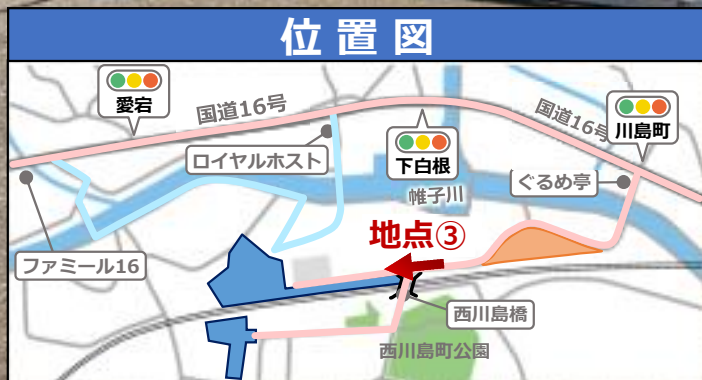 位置図
愛宕
国道16号
国道16号
川島町
ロイヤルホスト
下白根
ぐるめ亭
帷子川
地点③
ファミール16
西川島橋
西川島町公園